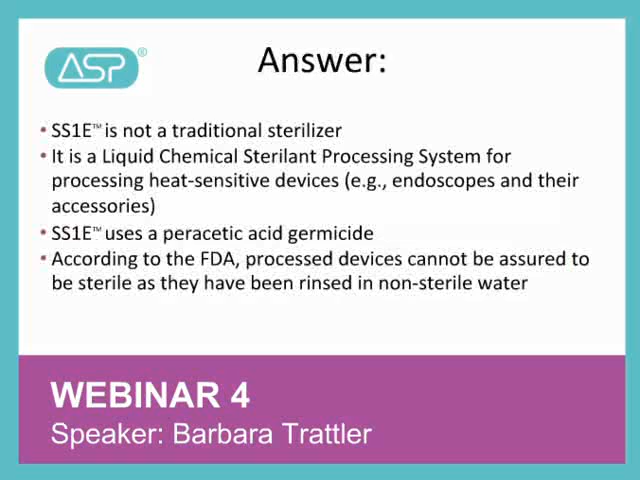 ASP®
Answer:
• SS1E™ is not a traditional sterilizer
• It is a Liquid Chemical Sterilant Processing System for
processing heat-sensitive devices (e.g., endoscopes and their
accessories)
• SS1E™ uses a peracetic acid germicide
• According to the FDA, processed devices cannot be assured to
be sterile as they have been rinsed in non-sterile water
WEBINAR 4
Speaker: Barbara Trattler